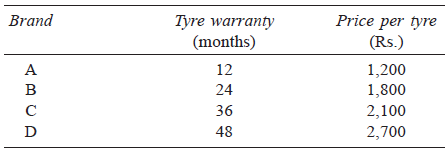 Brand Tyre warranty Price per tyre
(months) (Rs.)
A 12 1,200
B 24 1,800
C 36 2,100
D 48 2,700